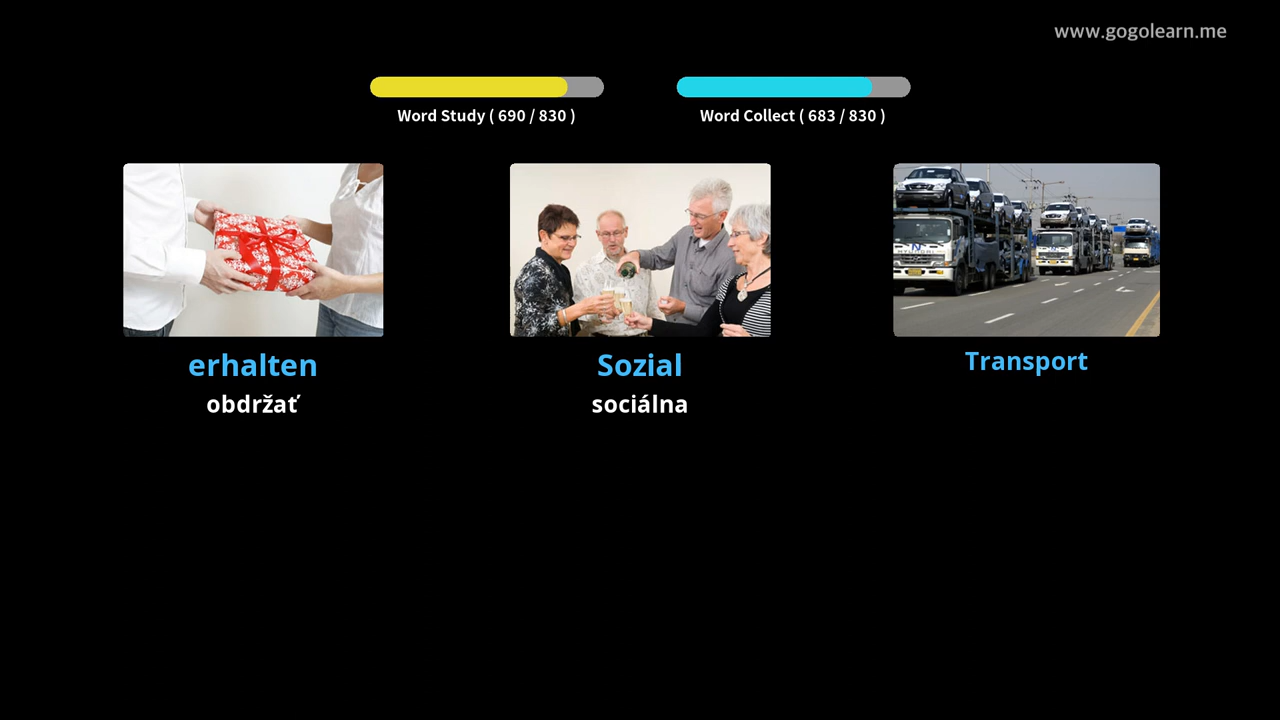 www.gogolearn.me
Word Study ( 690 / 830 )
Word Collect ( 683 / 830 )
erhalten
obdržať
Sozial
sociálna
Transport